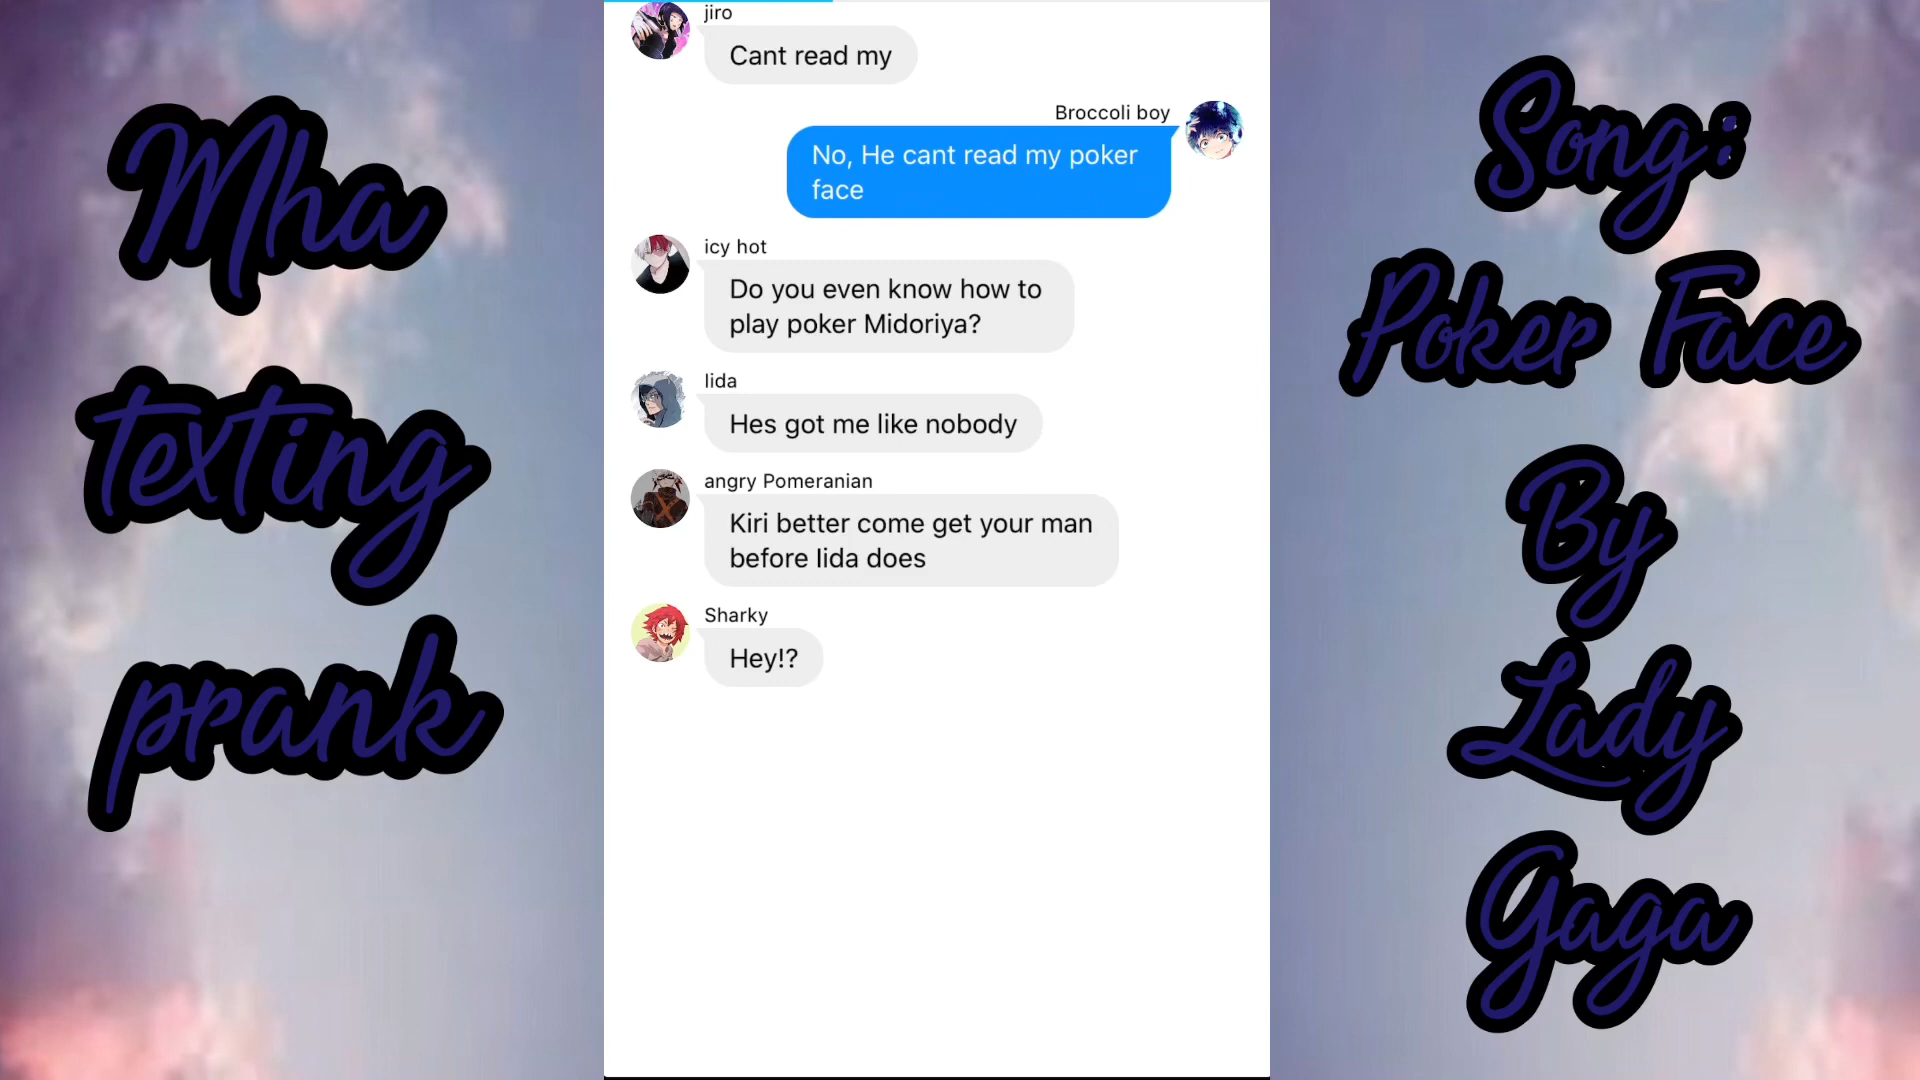 Mha
texting
prank
jiro
Cant read my
Broccoli boy
No, He cant read my poker
face
icy hot
Do you even know how to
play poker Midoriya?
Iida
Hes got me like nobody
angry Pomeranian
Kiri better come get your man
before Iida does
Sharky
Hey!?
Song:
Poker Face
By
Lady
Gaga